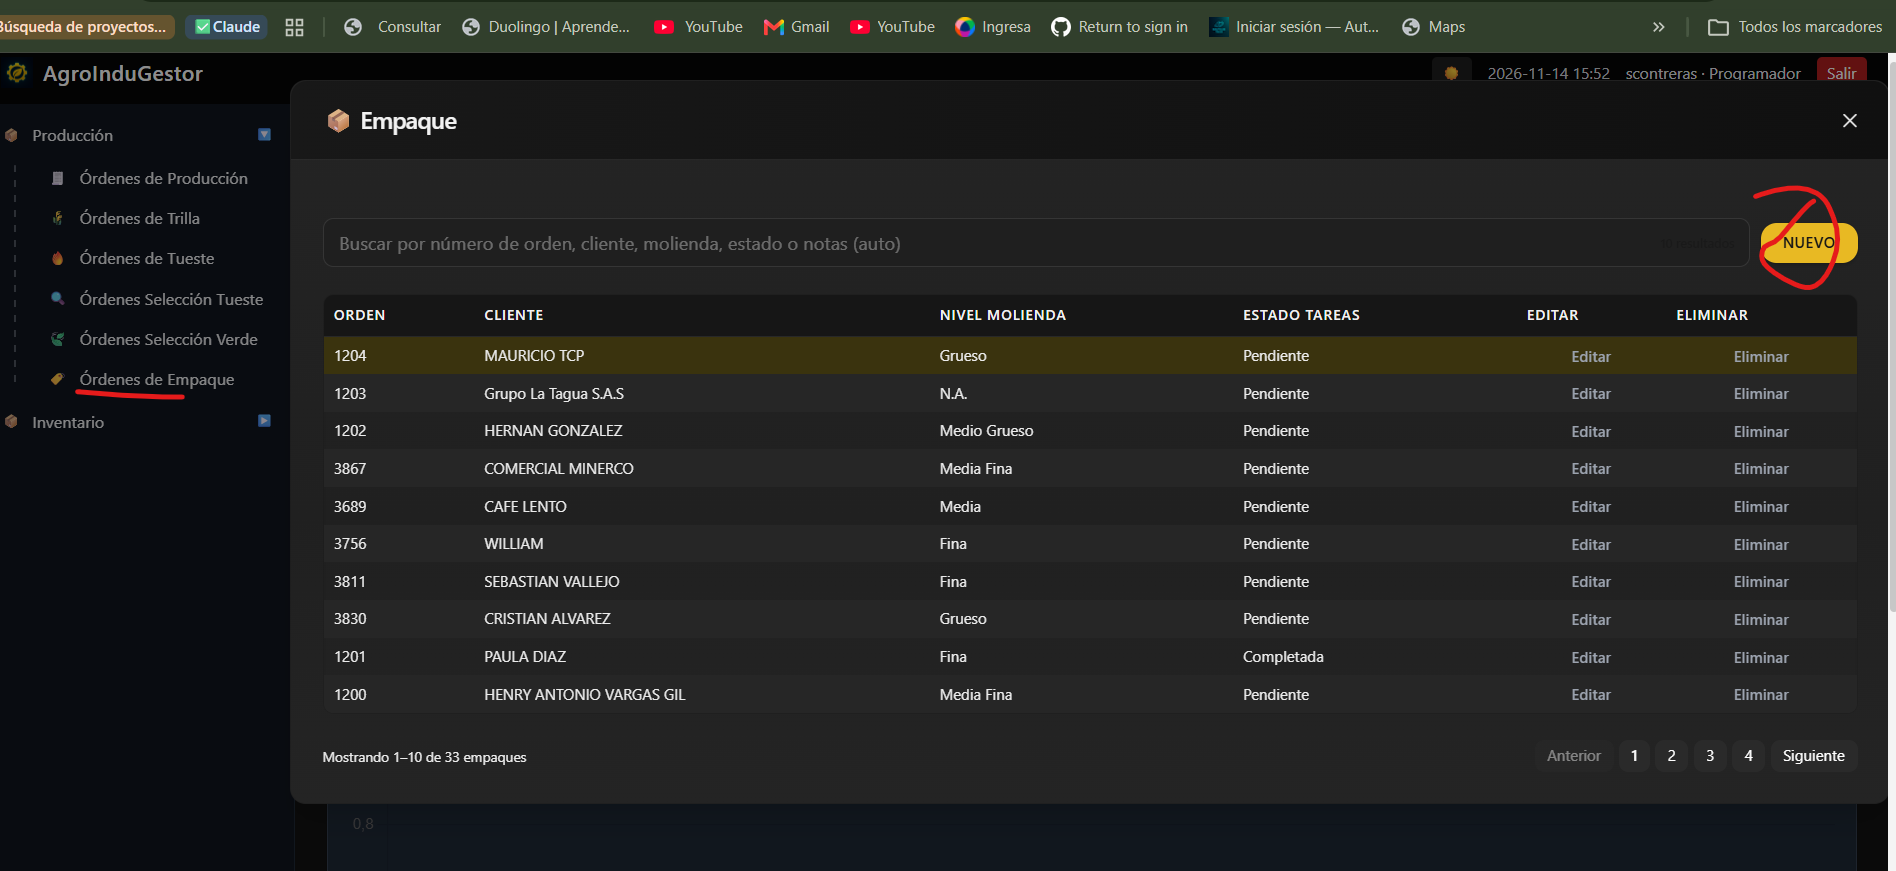 Búsqueda de proyectos...
Claude
Consultar
Duolingo | Aprende...
YouTube
Gmail
YouTube
Ingresa
Return to sign in
Iniciar sesión — Aut...
Maps
»
Todos los marcadores
AgroInduGestor
2026-11-14 15:52
scontreras · Programador
Salir
Producción
Órdenes de Producción
Órdenes de Trilla
Órdenes de Tueste
Órdenes Selección Tueste
Órdenes Selección Verde
Órdenes de Empaque
Inventario
Empaque
Buscar por número de orden, cliente, molienda, estado o notas (auto)
NUEVO
ORDEN CLIENTE NIVEL MOLIENDA ESTADO TAREAS EDITAR ELIMINAR
1204 MAURICIO TCP Grueso Pendiente Editar Eliminar
1203 Grupo La Tagua S.A.S N.A. Pendiente Editar Eliminar
1202 HERNAN GONZALEZ Medio Grueso Pendiente Editar Eliminar
3867 COMERCIAL MINERCO Media Fina Pendiente Editar Eliminar
3689 CAFE LENTO Media Pendiente Editar Eliminar
3756 WILLIAM Fina Pendiente Editar Eliminar
3811 SEBASTIAN VALLEJO Fina Pendiente Editar Eliminar
3830 CRISTIAN ALVAREZ Grueso Pendiente Editar Eliminar
1201 PAULA DIAZ Fina Completada Editar Eliminar
1200 HENRY ANTONIO VARGAS GIL Media Fina Pendiente Editar Eliminar
Mostrando 1–10 de 33 empaques
Anterior 1 2 3 4 Siguiente
0,8